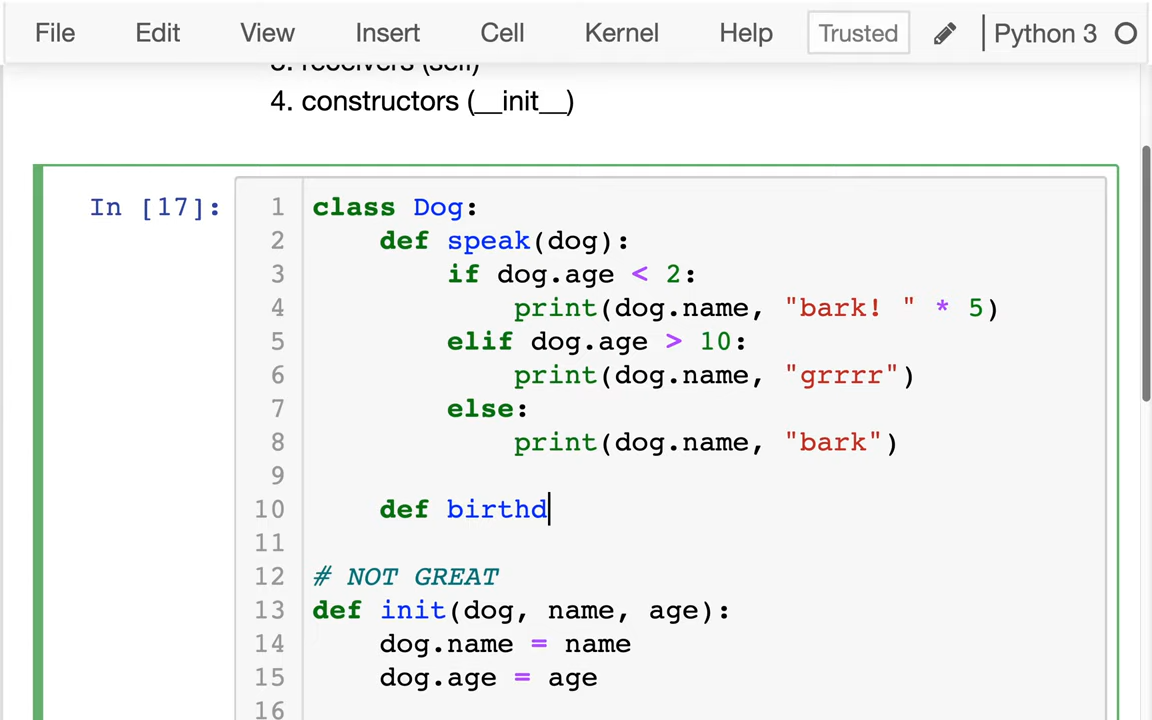 File Edit View Insert Cell Kernel Help Trusted Python 3
3. receivers (self)
4. constructors (__init__)
In [17]:
1 class Dog:
2     def speak(dog):
3         if dog.age < 2:
4             print(dog.name, "bark! " * 5)
5         elif dog.age > 10:
6             print(dog.name, "grrrr")
7         else:
8             print(dog.name, "bark")
9
10     def birthd
11
12 # NOT GREAT
13 def init(dog, name, age):
14     dog.name = name
15     dog.age = age
16